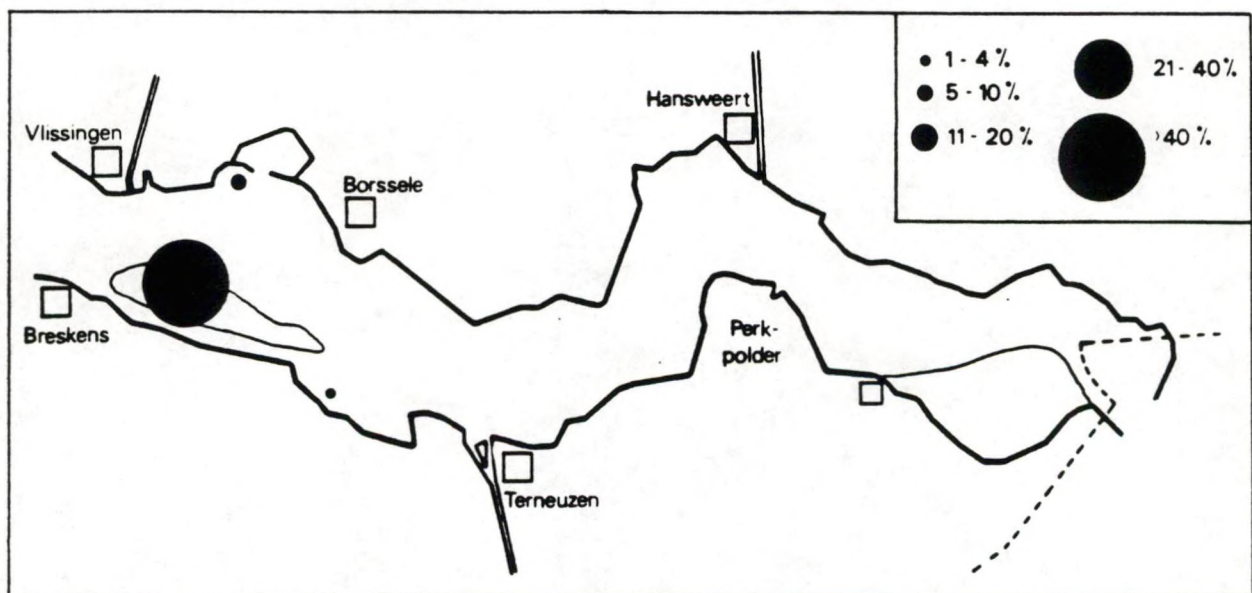 Vlissingen
Breskens
Borssele
Terneuzen
Hansweert
Perk-
polder
1 - 4 %
5 - 10 %
11 - 20 %
21 - 40 %
>40 %